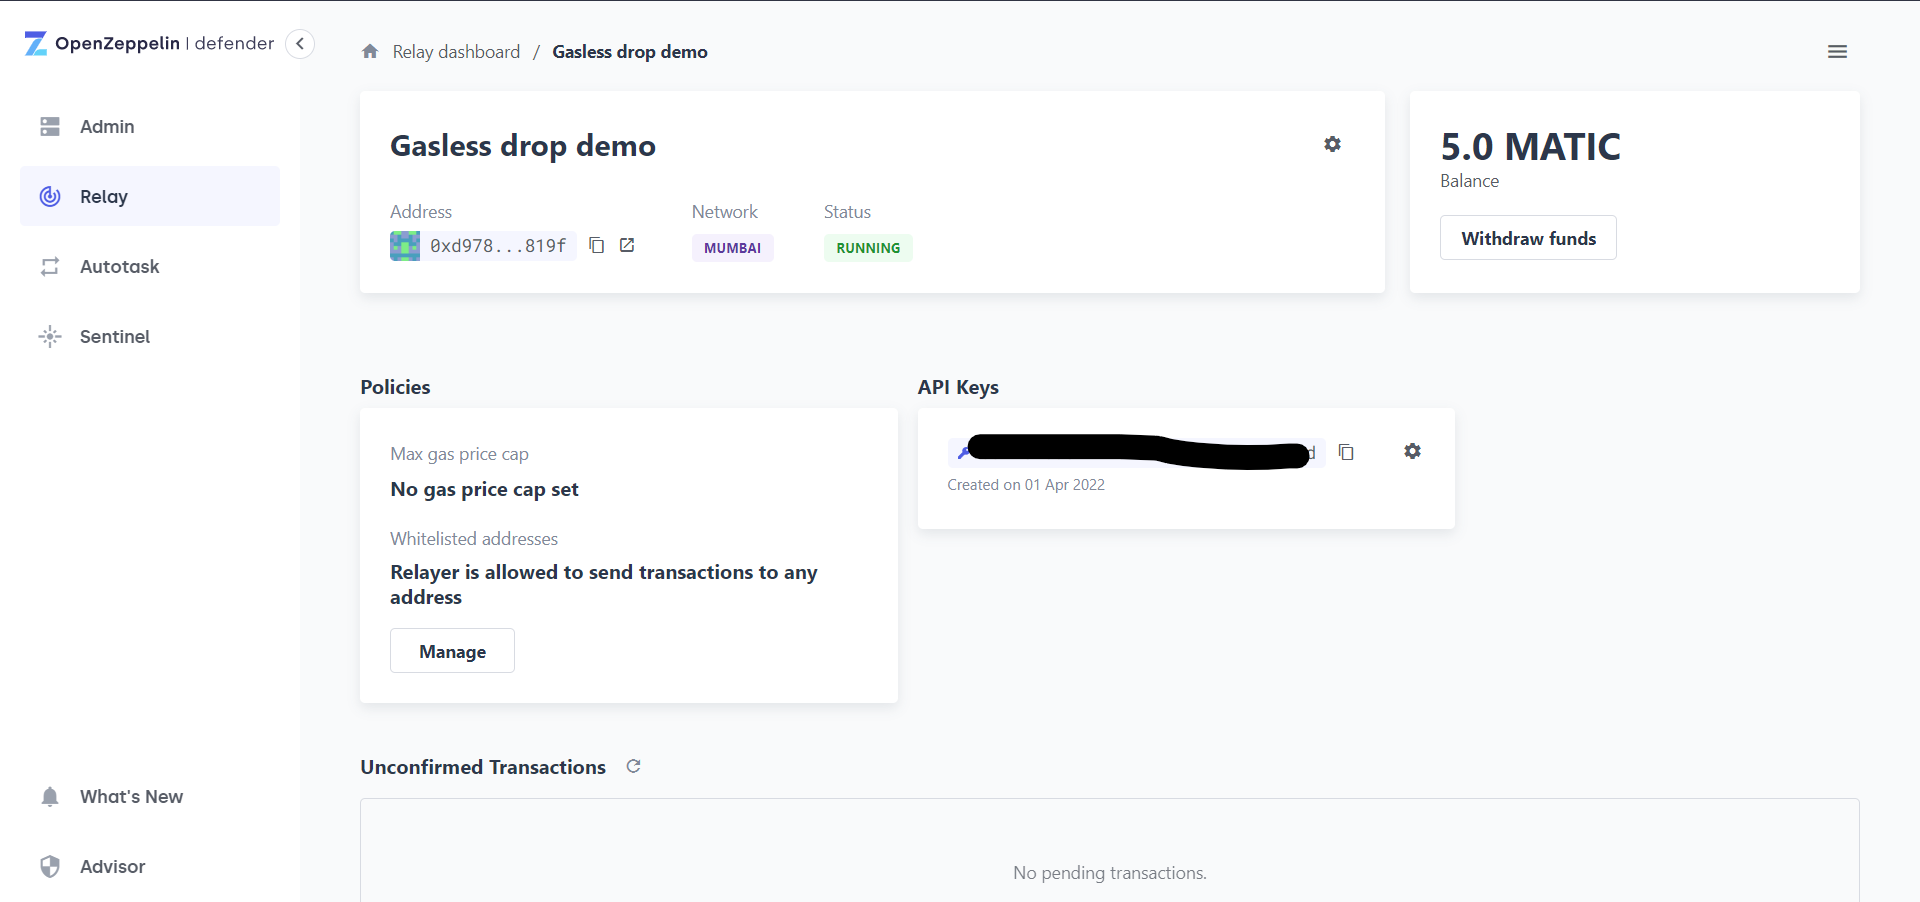 OpenZeppelin | defender
Relay dashboard / Gasless drop demo
Admin
Relay
Autotask
Sentinel
What's New
Advisor
Gasless drop demo
Address
0xd978...819f
Network
MUMBAI
Status
RUNNING
5.0 MATIC
Balance
Withdraw funds
Policies
Max gas price cap
No gas price cap set
Whitelisted addresses
Relayer is allowed to send transactions to any
address
Manage
API Keys
Created on 01 Apr 2022
Unconfirmed Transactions
No pending transactions.